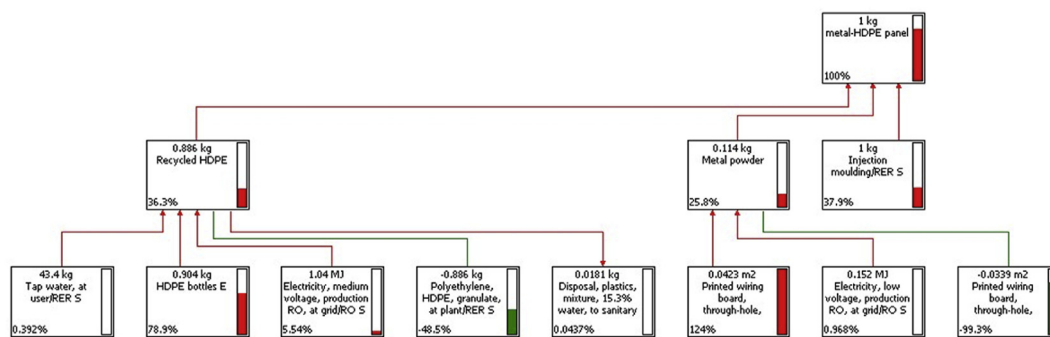 1 kg
metal-HDPE panel
100%
0.886 kg
Recycled HDPE
36.3%
0.114 kg
Metal powder
25.8%
1 kg
Injection
moulding/RER S
37.9%
43.4 kg
Tap water, at
user/RER S
0.392%
0.904 kg
HDPE bottles E
78.9%
1.04 MJ
Electricity, medium
voltage, production
RO, at grid/RO S
5.54%
-0.886 kg
Polyethylene,
HDPE, granulate,
at plant/RER S
-48.5%
0.0181 kg
Disposal, plastics,
mixture, 15.3%
water, to sanitary
0.0437%
0.0423 m2
Printed wiring
board,
through-hole,
124%
0.152 MJ
Electricity, low
voltage, production
RO, at grid/RO S
0.968%
-0.0339 m2
Printed wiring
board,
through-hole,
-99.3%